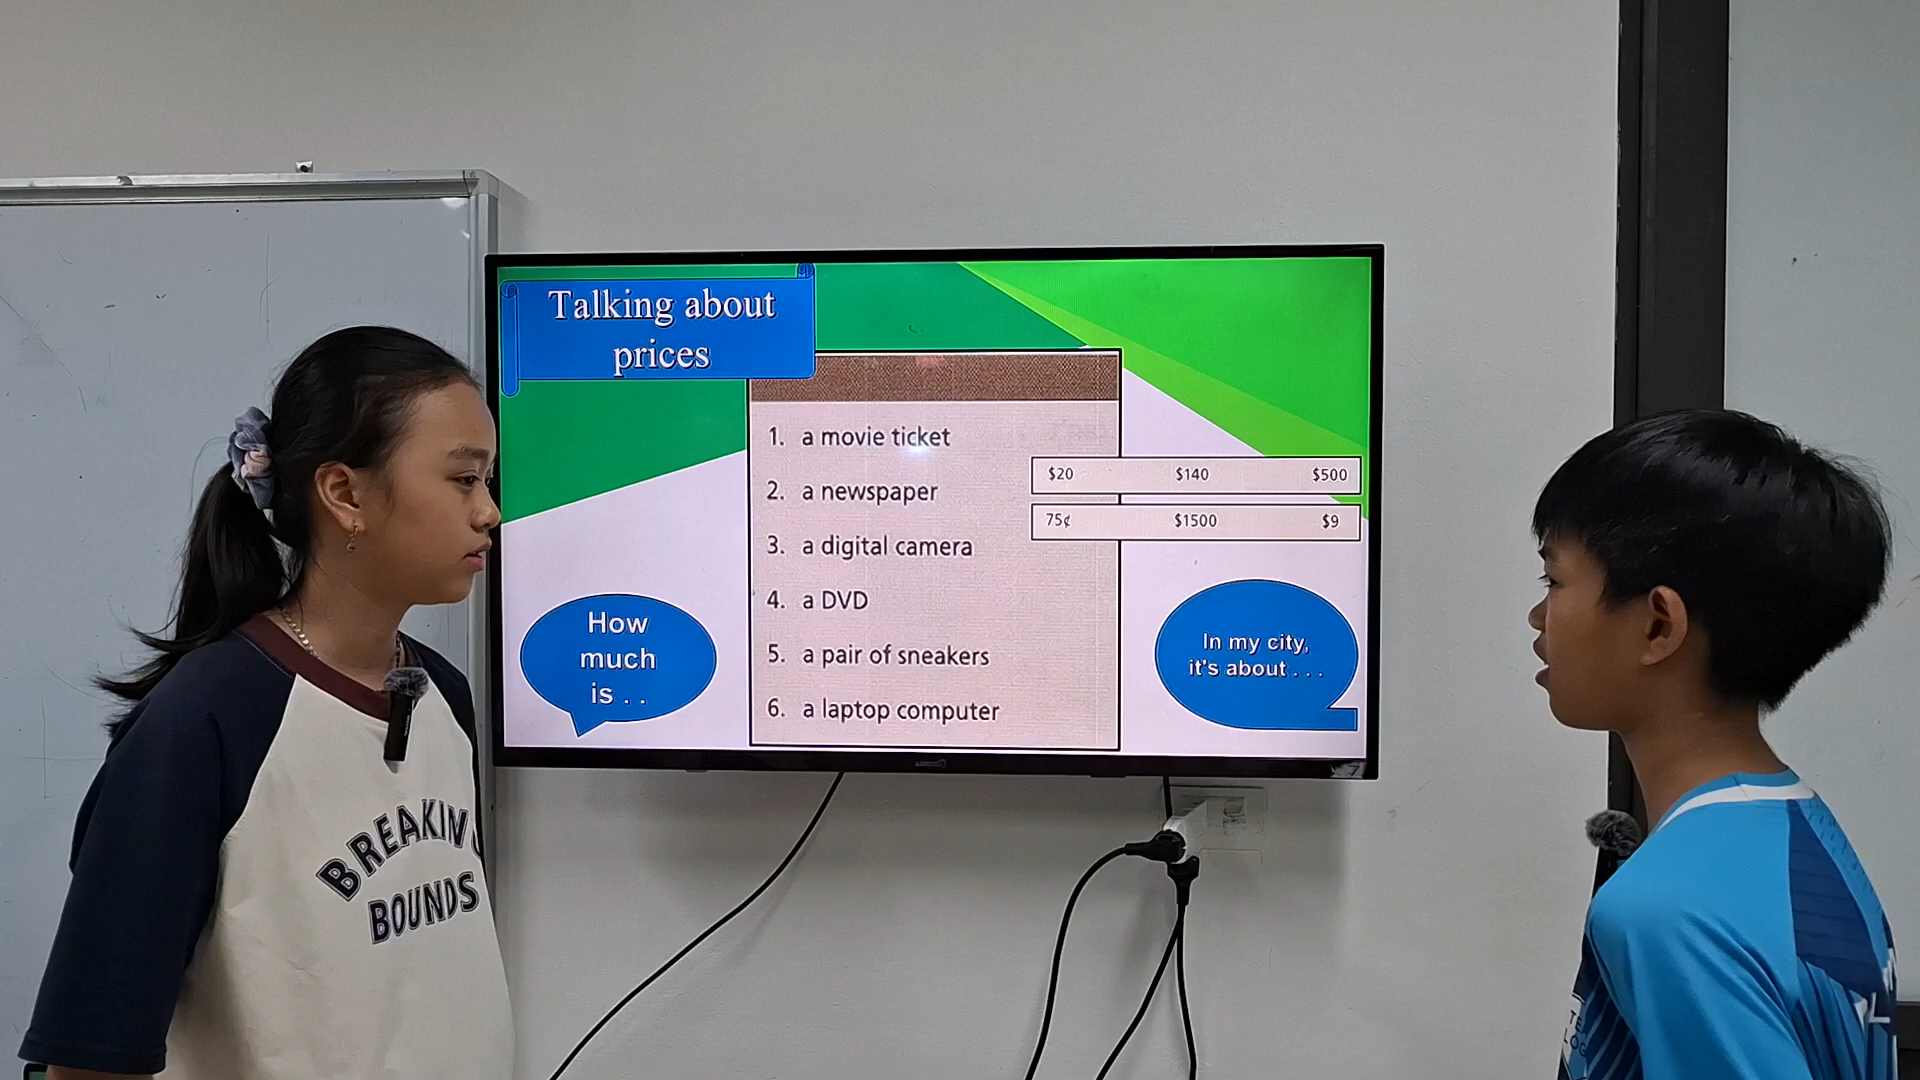 Talking about
prices
1. a movie ticket
2. a newspaper
3. a digital camera
4. a DVD
5. a pair of sneakers
6. a laptop computer
$20 $140 $500
75¢ $1500 $9
How
much
is . .
In my city,
it's about . . .
BREAKIN
BOUNDS